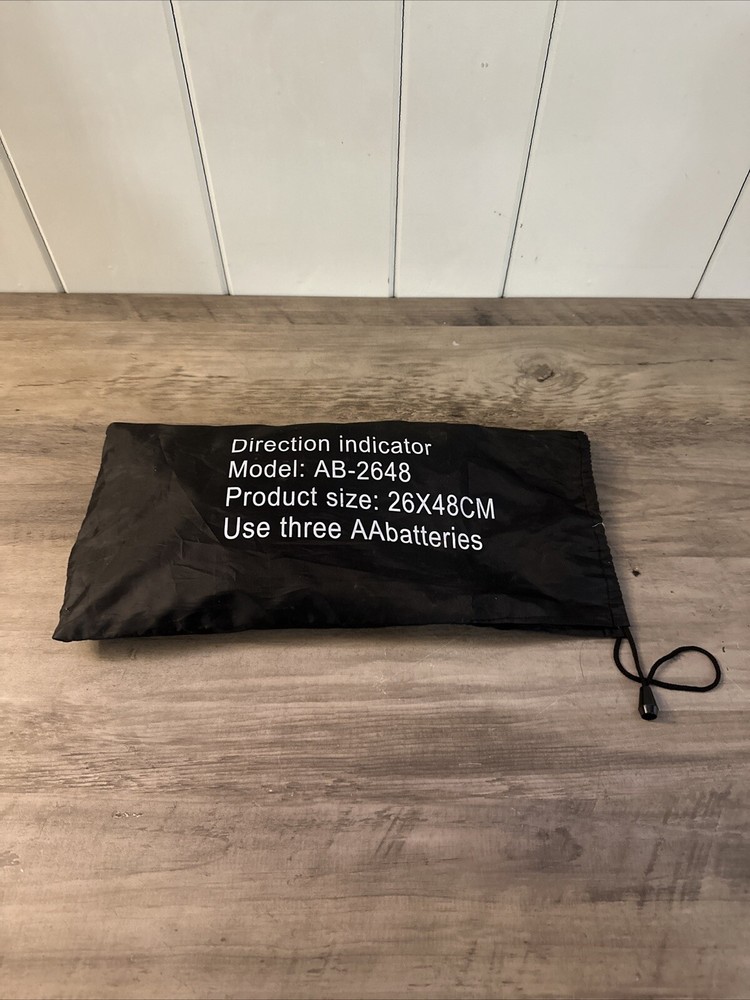 Direction indicator
Model: AB-2648
Product size: 26X48CM
Use three AAbatteries